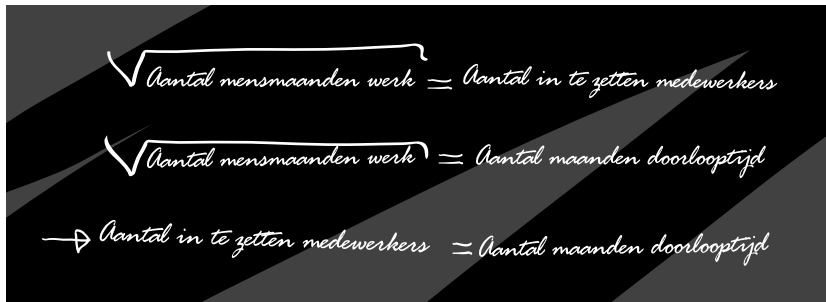 √Aantal mensmaanden werk = Aantal in te zetten medewerkers
√Aantal mensmaanden werk = Aantal maanden doorlooptijd
→ Aantal in te zetten medewerkers = Aantal maanden doorlooptijd